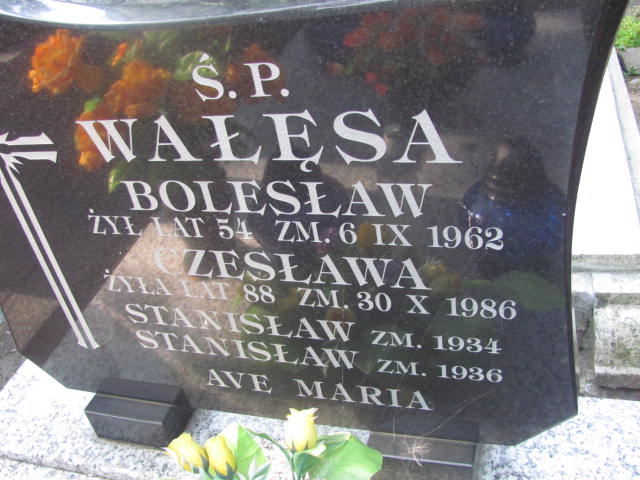 Ś.P.
WAŁĘSA
BOLESŁAW
ŻYŁ LAT 54 ZM. 6 IX 1962
CZESŁAWA
ŻYŁA LAT 88 ZM. 30 X 1986
STANISŁAW ZM. 1934
STANISŁAW ZM. 1936
AVE MARIA